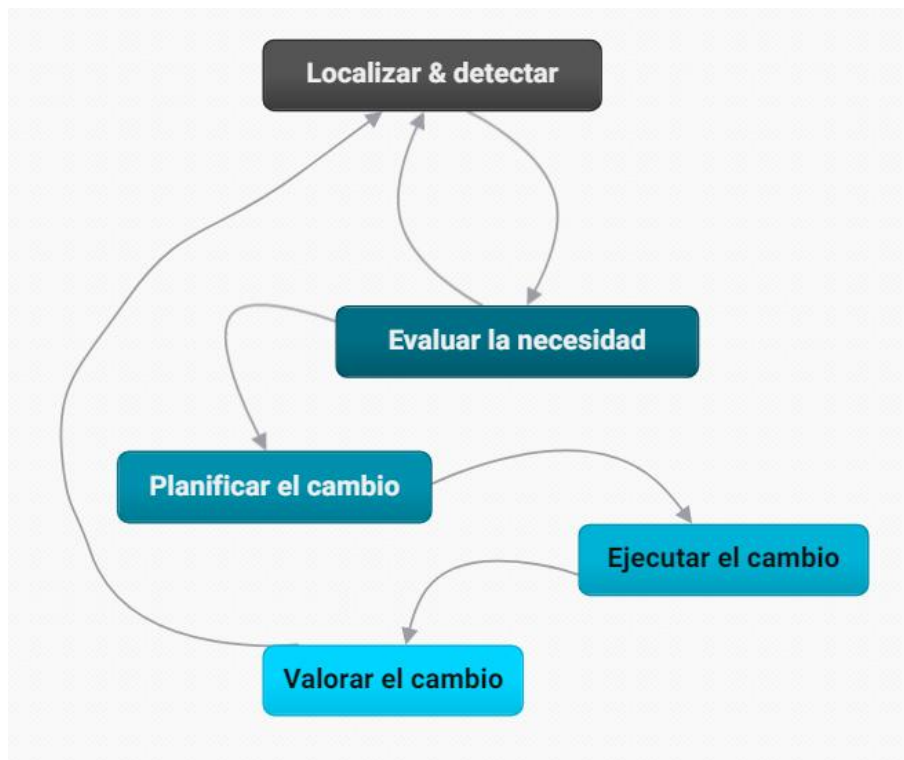 Localizar & detectar
Evaluar la necesidad
Planificar el cambio
Ejecutar el cambio
Valorar el cambio